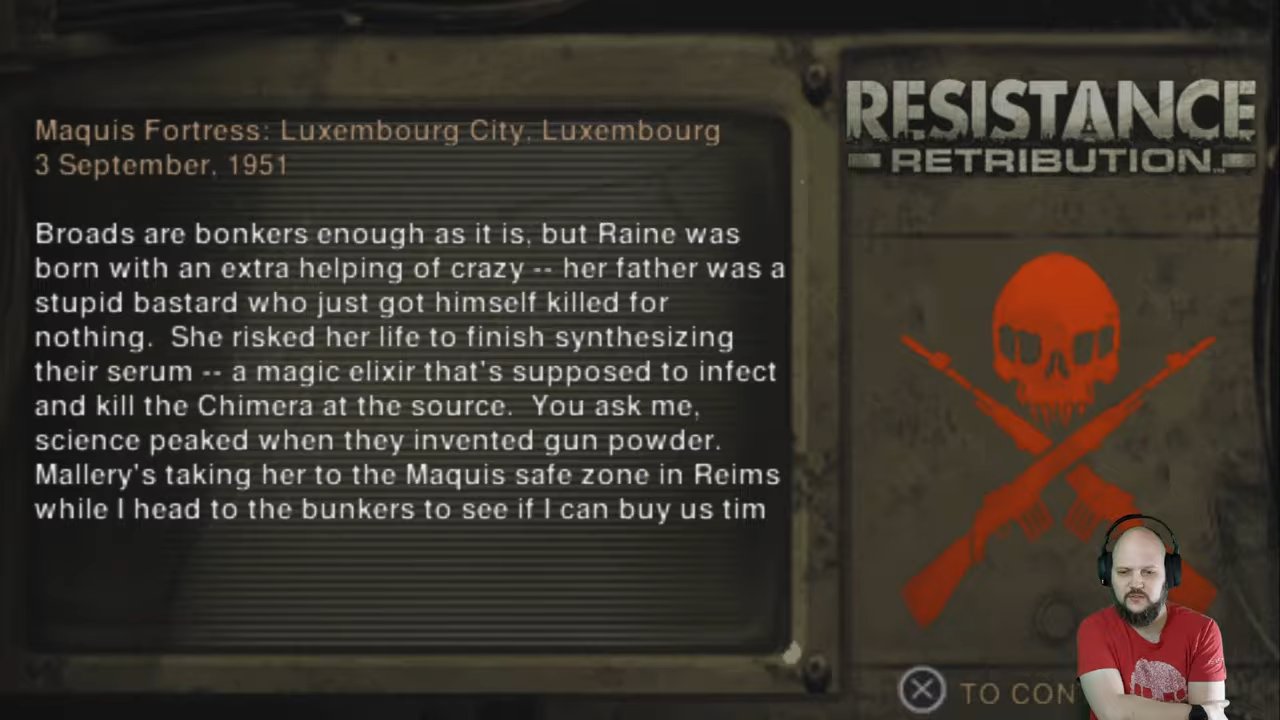 Maquis Fortress: Luxembourg City, Luxembourg
3 September, 1951
Broads are bonkers enough as it is, but Raine was
born with an extra helping of crazy -- her father was a
stupid bastard who just got himself killed for
nothing.  She risked her life to finish synthesizing
their serum -- a magic elixir that's supposed to infect
and kill the Chimera at the source.  You ask me,
science peaked when they invented gun powder.
Mallery's taking her to the Maquis safe zone in Reims
while I head to the bunkers to see if I can buy us tim
RESISTANCE
RETRIBUTION™
TO CON